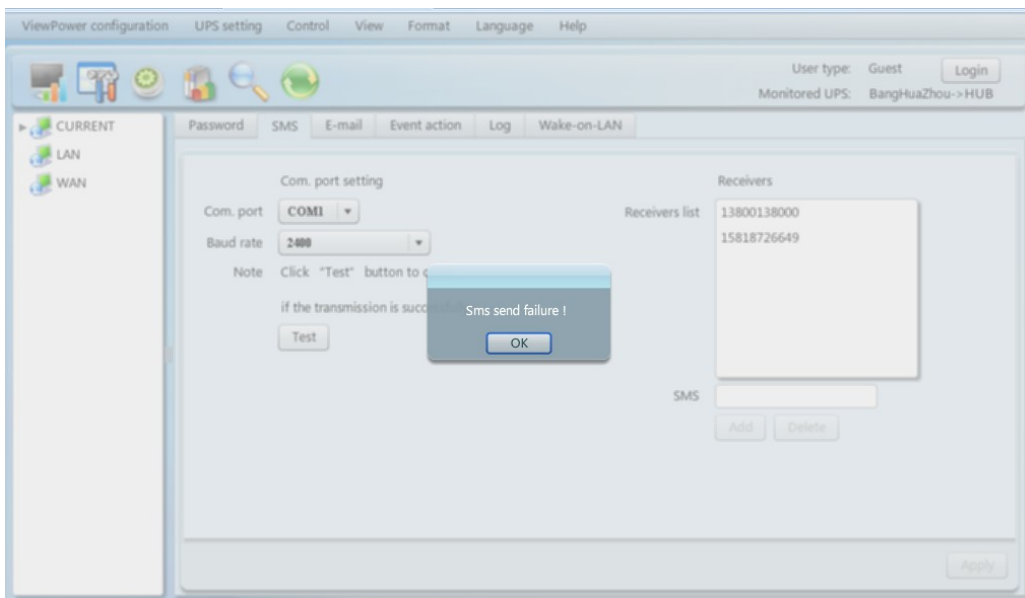 ViewPower configuration UPS setting Control View Format Language Help
User type: Guest Login
Monitored UPS: BangHuaZhou->HUB
CURRENT
LAN
WAN
Password SMS E-mail Event action Log Wake-on-LAN
Com. port setting
Com. port COM1
Baud rate 2400
Note Click "Test" button to
if the transmission is
Test
Receivers
Receivers list 13800138000
15818726649
SMS
Add Delete
Sms send failure !
OK
Apply